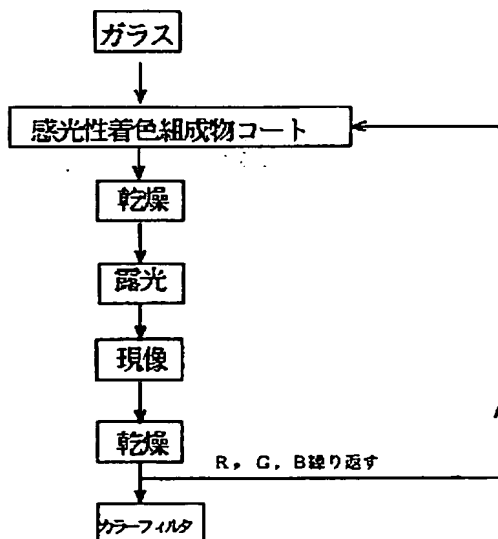 ガラス
感光性着色組成物コート
乾燥
露光
現像
乾燥
R, G, B繰り返す
カラーフィルタ